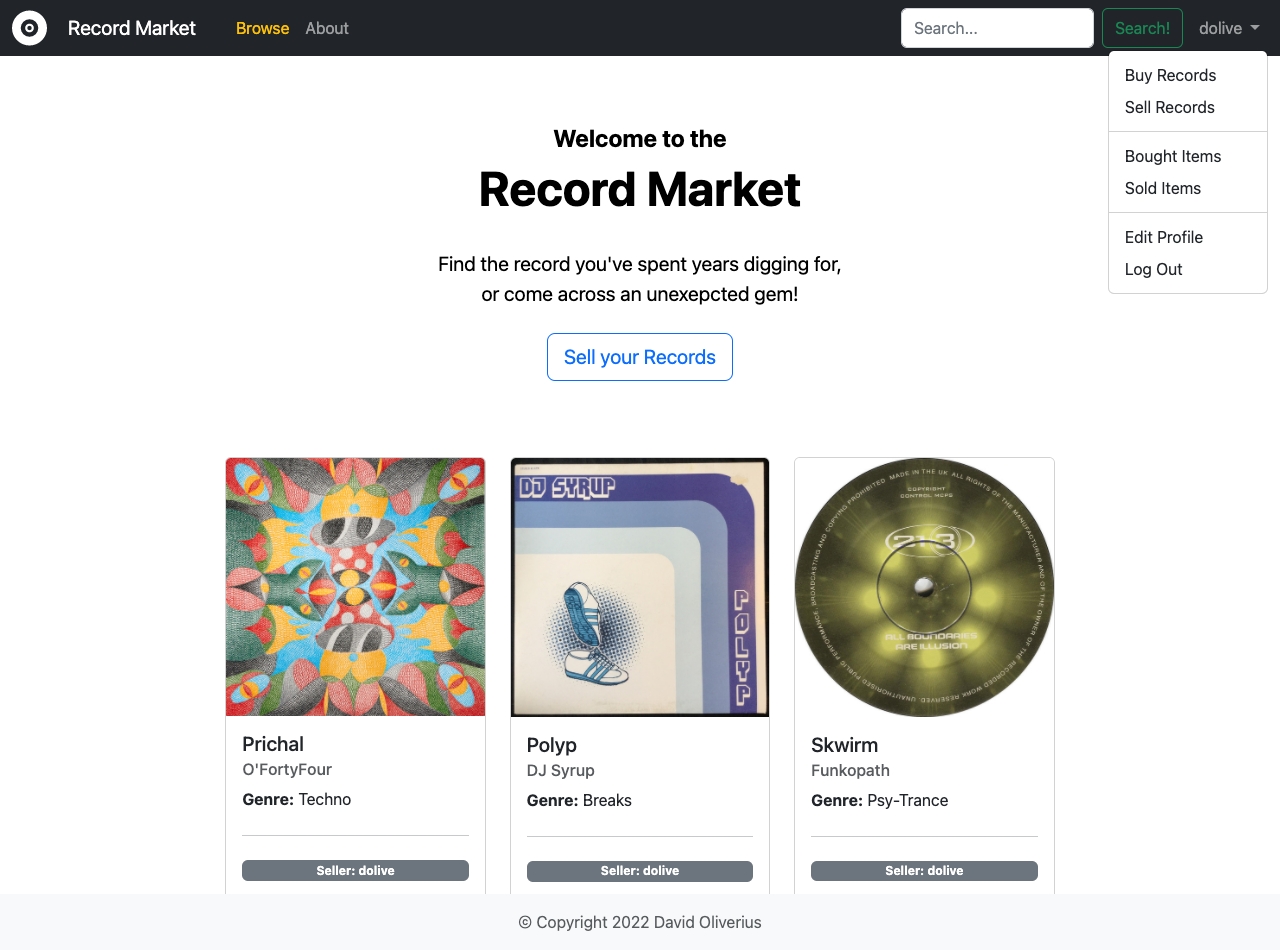 Record Market
Browse
About
Search...
Search!
dolive
Buy Records
Sell Records
Bought Items
Sold Items
Edit Profile
Log Out
Welcome to the
Record Market
Find the record you've spent years digging for,
or come across an unexepcted gem!
Sell your Records
DJ SYRUP
POLYP
MADE IN THE UK ALL RIGHTS OF THE MANUFACTURER AND OF THE OWNER OF THE RECORDED WORK RESERVED. UNAUTHORISED PUBLIC PERFORMANCE, BROADCASTING AND COPYING PROHIBITED
COPYRIGHT
CONTROL MCPS
ALL BOUNDARIES
ARE ILLUSION
Prichal
O'FortyFour
Genre: Techno
Seller: dolive
Polyp
DJ Syrup
Genre: Breaks
Seller: dolive
Skwirm
Funkopath
Genre: Psy-Trance
Seller: dolive
© Copyright 2022 David Oliverius